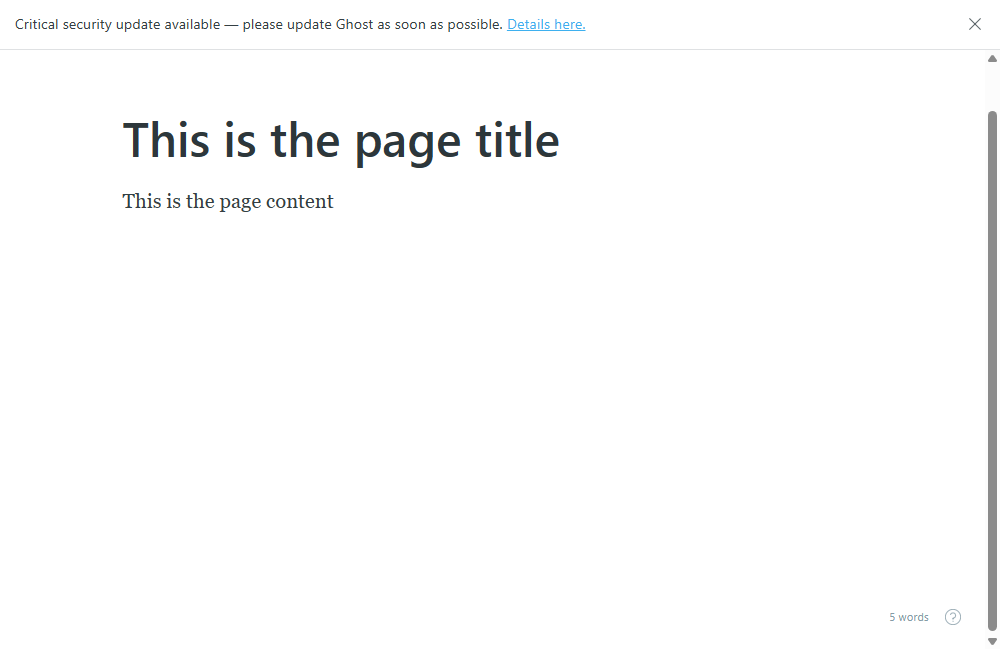 Critical security update available — please update Ghost as soon as possible. Details here.
This is the page title
This is the page content
5 words
?